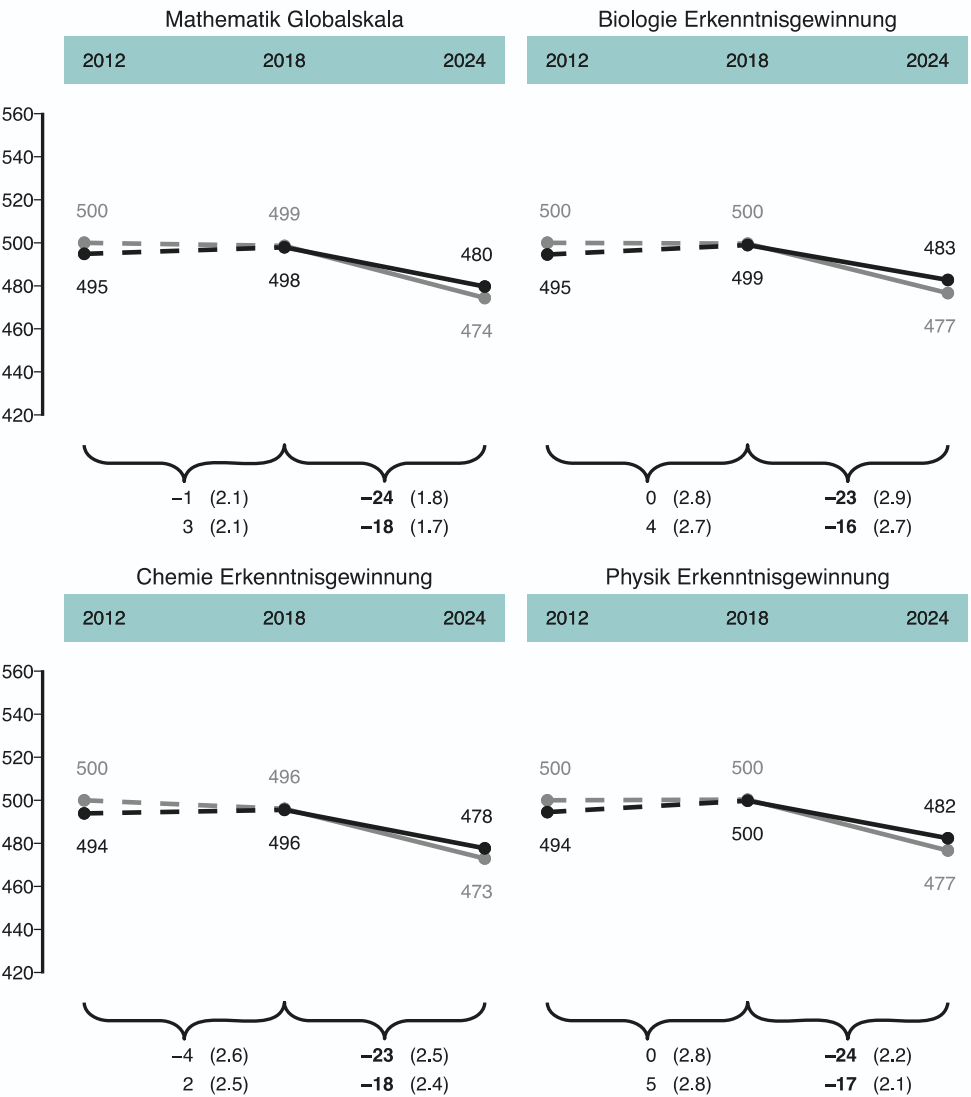 Mathematik Globalskala
2012 2018 2024
560
540
520
500
480
460
440
420
500 499 480
495 498 474
–1 (2.1) –24 (1.8)
3 (2.1) –18 (1.7)
Biologie Erkenntnisgewinnung
2012 2018 2024
500 500 483
495 499 477
0 (2.8) –23 (2.9)
4 (2.7) –16 (2.7)
Chemie Erkenntnisgewinnung
2012 2018 2024
560
540
520
500
480
460
440
420
500 496 478
494 496 473
–4 (2.6) –23 (2.5)
2 (2.5) –18 (2.4)
Physik Erkenntnisgewinnung
2012 2018 2024
500 500 482
494 500 477
0 (2.8) –24 (2.2)
5 (2.8) –17 (2.1)